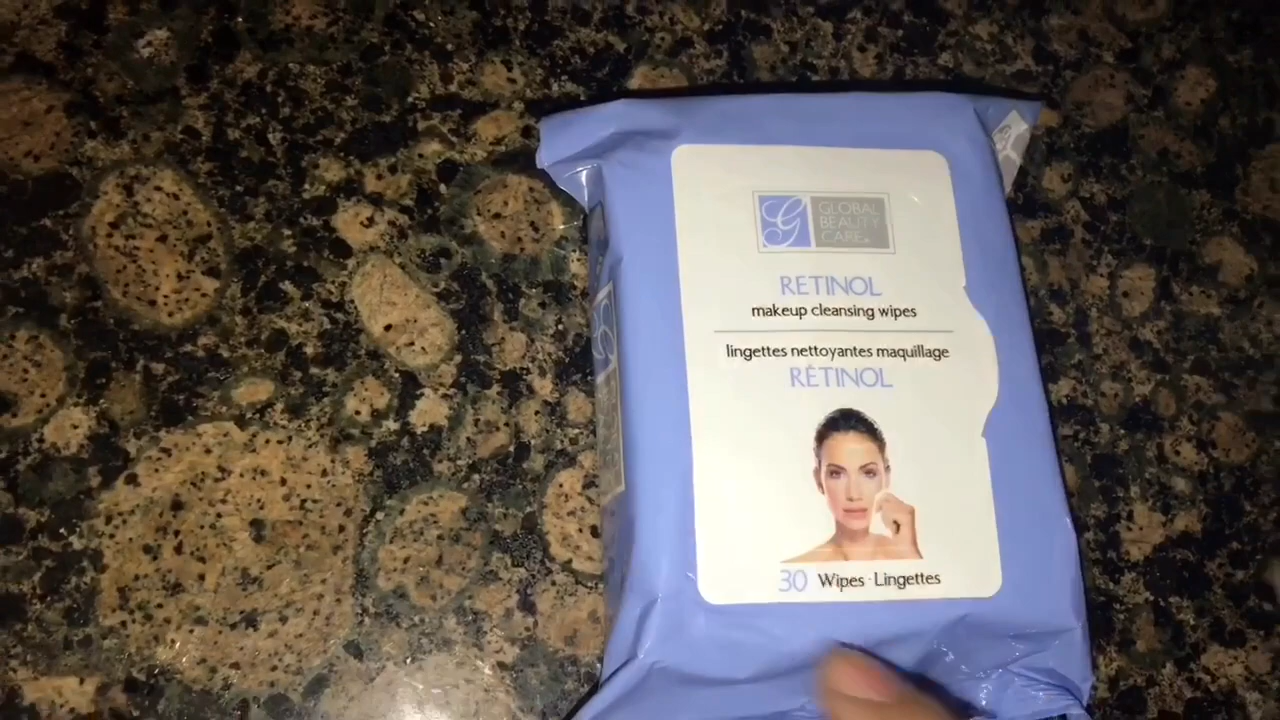 G
GLOBAL
BEAUTY
CARE®
RETINOL
makeup cleansing wipes
lingettes nettoyantes maquillage
RÉTINOL
30 Wipes · Lingettes